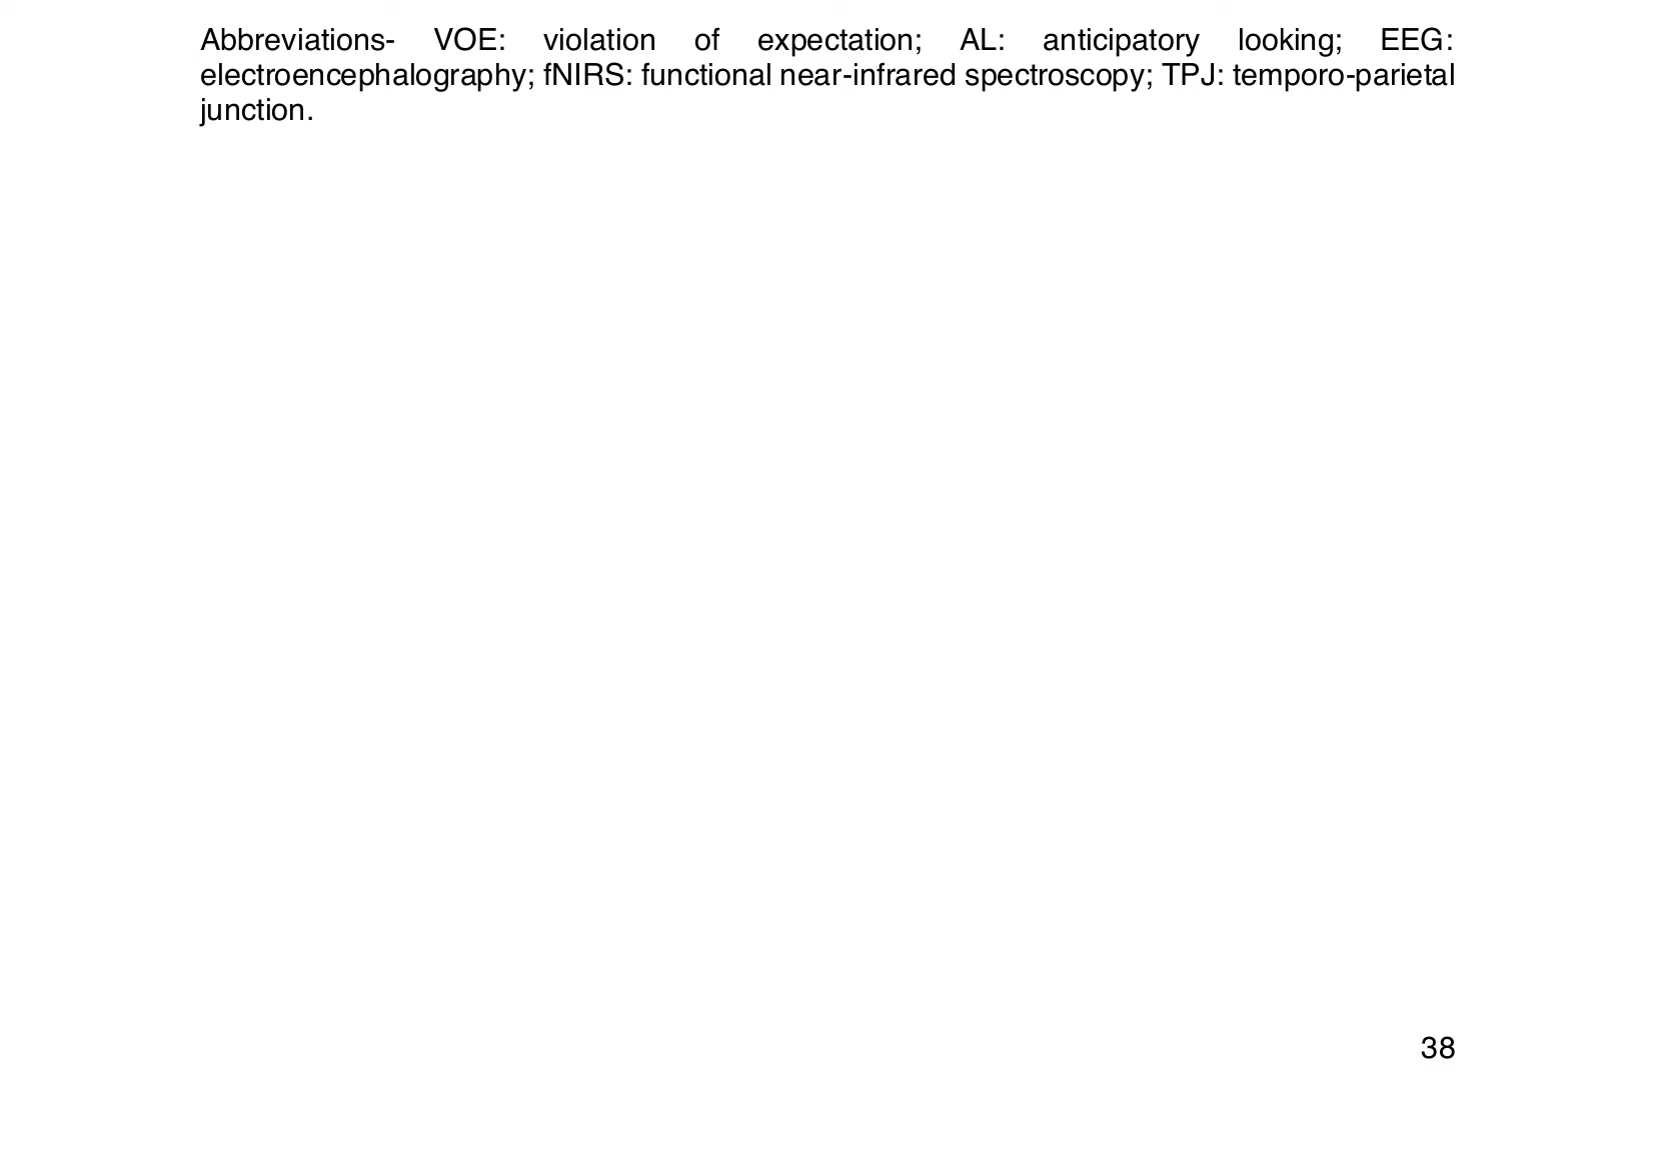 Abbreviations- VOE: violation of expectation; AL: anticipatory looking; EEG:
electroencephalography; fNIRS: functional near-infrared spectroscopy; TPJ: temporo-parietal
junction.
38